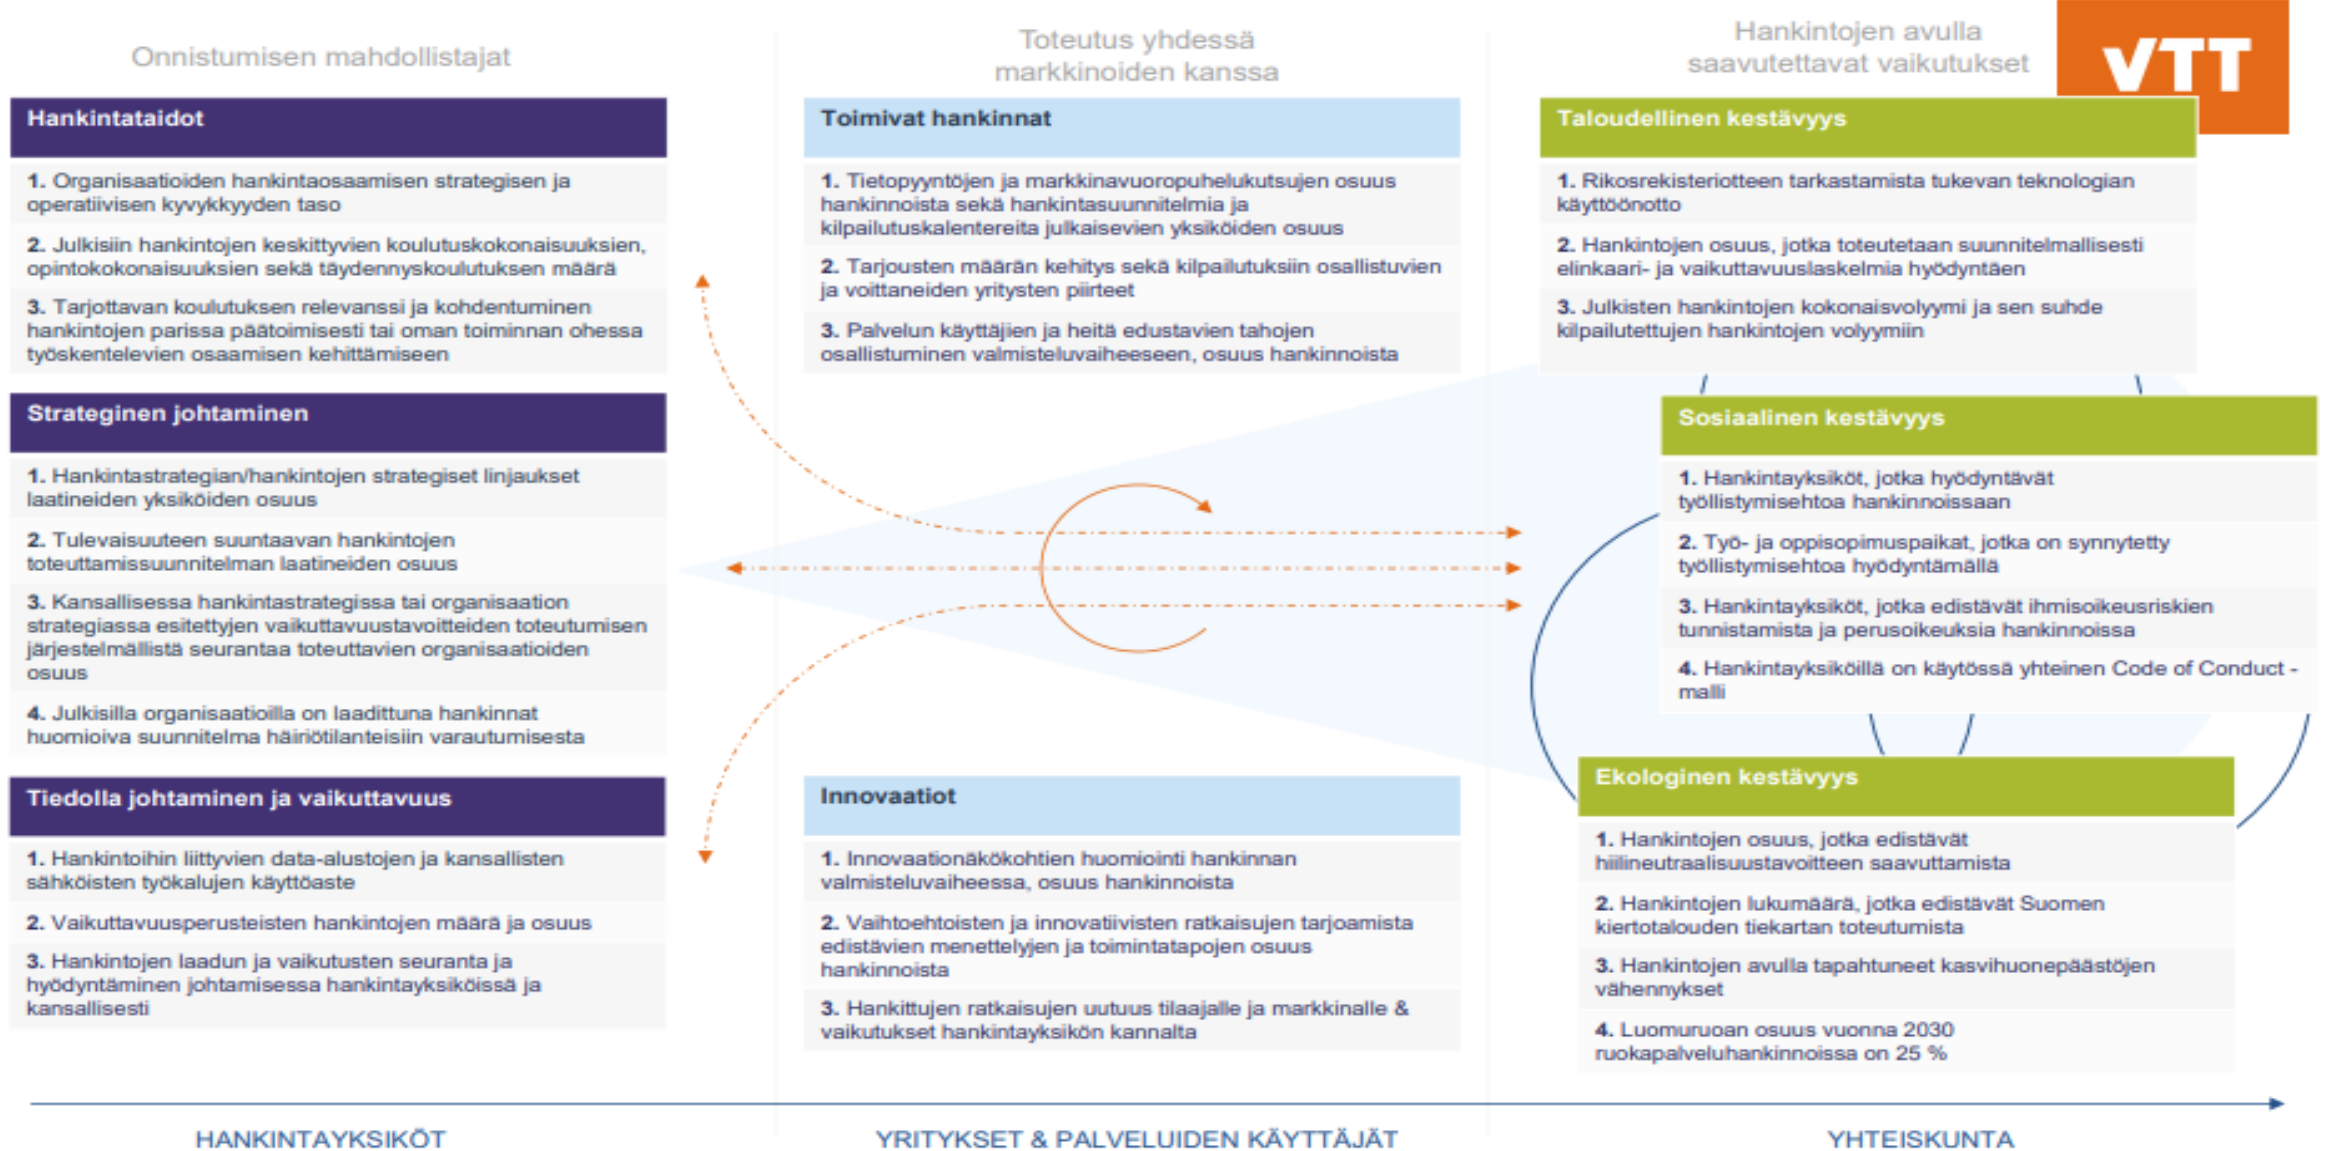 Onnistumisen mahdollistajat
Hankintataidot
1. Organisaatioiden hankintaosaamisen strategisen ja
operatiivisen kyvykkyyden taso
2. Julkisiin hankintojen keskittyvien koulutuskokonaisuuksien,
opintokokonaisuuksien sekä täydennyskoulutuksen määrä
3. Tarjottavan koulutuksen relevanssi ja kohdentuminen
hankintojen parissa päätoimisesti tai oman toiminnan ohessa
työskentelevien osaamisen kehittämiseen
Strateginen johtaminen
1. Hankintastrategian/hankintojen strategiset linjaukset
laatineiden yksiköiden osuus
2. Tulevaisuuteen suuntaavan hankintojen
toteuttamissuunnitelman laatineiden osuus
3. Kansallisessa hankintastrategissa tai organisaation
strategiassa esitettyjen vaikuttavuustavoitteiden toteutumisen
järjestelmällistä seurantaa toteuttavien organisaatioiden
osuus
4. Julkisilla organisaatioilla on laadittuna hankinnat
huomioiva suunnitelma häiriötilanteisiin varautumisesta
Tiedolla johtaminen ja vaikuttavuus
1. Hankintoihin liittyvien data-alustojen ja kansallisten
sähköisten työkalujen käyttöaste
2. Vaikuttavuusperusteisten hankintojen määrä ja osuus
3. Hankintojen laadun ja vaikutusten seuranta ja
hyödyntäminen johtamisessa hankintayksiköissä ja
kansallisesti
HANKINTAYKSIKÖT
Toteutus yhdessä
markkinoiden kanssa
Toimivat hankinnat
1. Tietopyyntöjen ja markkinavuoropuhelukutsujen osuus
hankinnoista sekä hankintasuunnitelmia ja
kilpailutuskalentereita julkaisevien yksiköiden osuus
2. Tarjousten määrän kehitys sekä kilpailutuksiin osallistuvien
ja voittaneiden yritysten piirteet
3. Palvelun käyttäjien ja heitä edustavien tahojen
osallistuminen valmisteluvaiheeseen, osuus hankinnoista
Innovaatiot
1. Innovaationäkökohtien huomiointi hankinnan
valmisteluvaiheessa, osuus hankinnoista
2. Vaihtoehtoisten ja innovatiivisten ratkaisujen tarjoamista
edistävien menettelyjen ja toimintatapojen osuus
hankinnoista
3. Hankittujen ratkaisujen uutuus tilaajalle ja markkinalle &
vaikutukset hankintayksikön kannalta
YRITYKSET & PALVELUIDEN KÄYTTÄJÄT
Hankintojen avulla
saavutettavat vaikutukset
VTT
Taloudellinen kestävyys
1. Rikosrekisteriotteen tarkastamista tukevan teknologian
käyttöönotto
2. Hankintojen osuus, jotka toteutetaan suunnitelmallisesti
elinkaari- ja vaikuttavuuslaskelmia hyödyntäen
3. Julkisten hankintojen kokonaisvolyymi ja sen suhde
kilpailutettujen hankintojen volyymiin
Sosiaalinen kestävyys
1. Hankintayksiköt, jotka hyödyntävät
työllistymisehtoa hankinnoissaan
2. Työ- ja oppisopimuspaikat, jotka on synnytetty
työllistymisehtoa hyödyntämällä
3. Hankintayksiköt, jotka edistävät ihmisoikeusriskien
tunnistamista ja perusoikeuksia hankinnoissa
4. Hankintayksiköillä on käytössä yhteinen Code of Conduct -
malli
Ekologinen kestävyys
1. Hankintojen osuus, jotka edistävät
hiilineutraalisuustavoitteen saavuttamista
2. Hankintojen lukumäärä, jotka edistävät Suomen
kiertotalouden tiekartan toteutumista
3. Hankintojen avulla tapahtuneet kasvihuonepäästöjen
vähennykset
4. Luomuruoan osuus vuonna 2030
ruokapalveluhankinnoissa on 25 %
YHTEISKUNTA